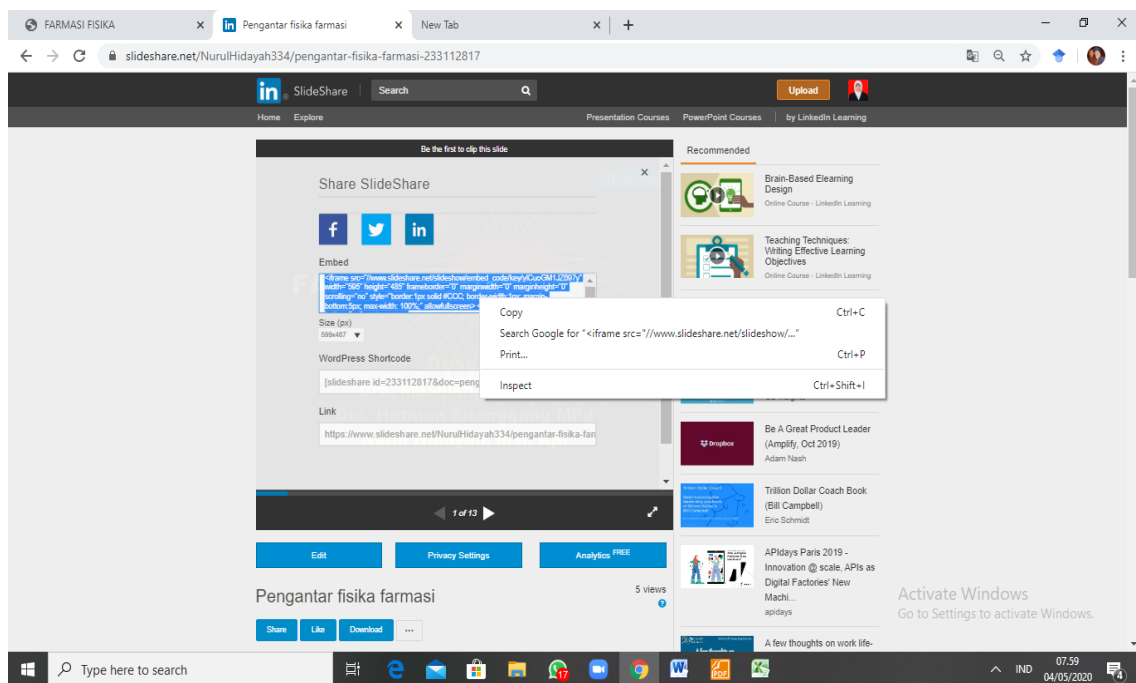 FARMASI FISIKA
Pengantar fisika farmasi
New Tab
slideshare.net/NurulHidayah334/pengantar-fisika-farmasi-233112817
in SlideShare
Search
Upload
Home Explore
Presentation Courses PowerPoint Courses by LinkedIn Learning
Be the first to clip this slide
Share SlideShare
Embed
<iframe src="//www.slideshare.net/slideshow/embed_code/key/
width="595" height="485" frameborder="0" marginwidth="0" marginheight="0"
scrolling="no" style="border:1px solid #CCC; border-width:1px; margin-
bottom:5px; max-width: 100%;" allowfullscreen>
Size (px)
599x487
WordPress Shortcode
[slideshare id=233112817&doc=peng
Link
Drs. Hotman Sitanggang MPd
https://www.slideshare.net/NurulHidayah334/pengantar-fisika-fan
Copy Ctrl+C
Search Google for "<iframe src="//www.slideshare.net/slideshow/..."
Print... Ctrl+P
Inspect Ctrl+Shift+I
1 of 13
Edit
Privacy Settings
Analytics FREE
Pengantar fisika farmasi
5 views
Share
Like
Download
Recommended
Brain-Based Elearning
Design
Online Course - LinkedIn Learning
Teaching Techniques:
Writing Effective Learning
Objectives
Online Course - LinkedIn Learning
Dropbox
Be A Great Product Leader
(Amplify, Oct 2019)
Adam Nash
Trillion Dollar Coach Book
(Bill Campbell)
Eric Schmidt
APIdays Paris 2019 -
Innovation @ scale, APIs as
Digital Factories' New
Machi...
apidays
A few thoughts on work life-
Activate Windows
Go to Settings to activate Windows.
Type here to search
17
W
PDF
IND
07.59
04/05/2020
4